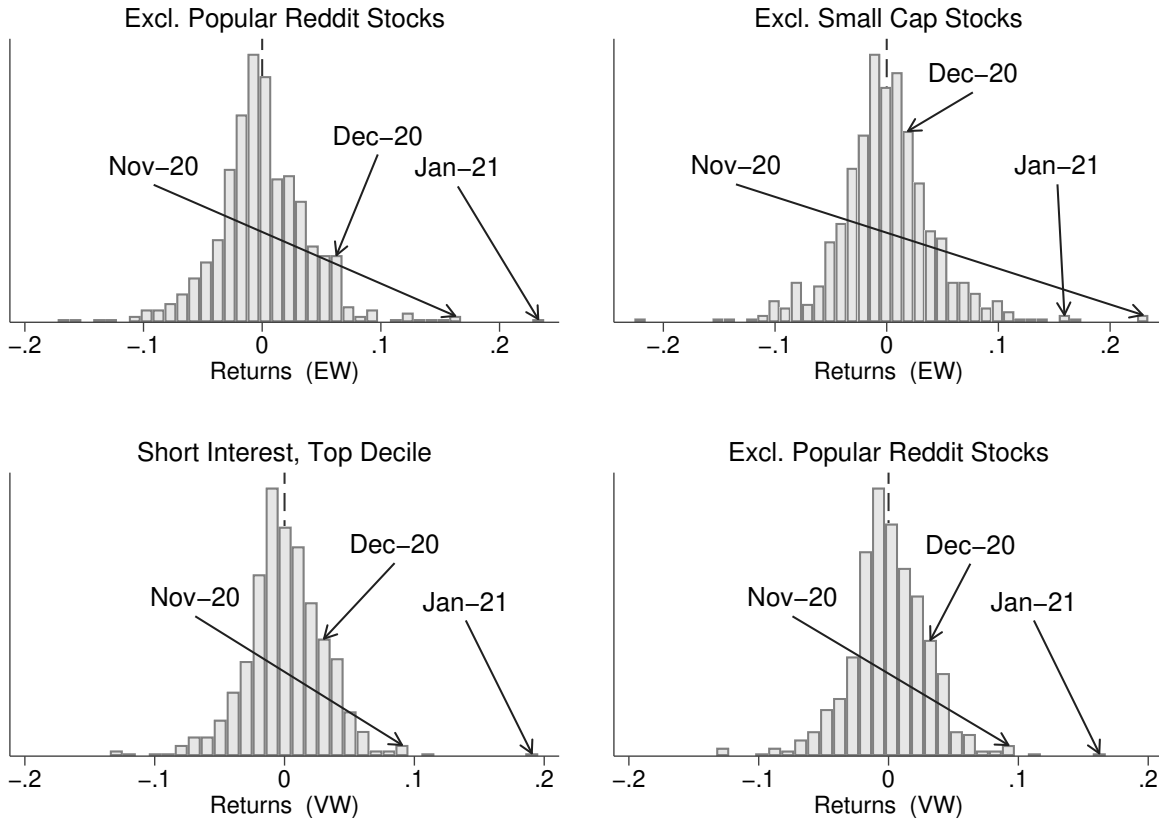 Excl. Popular Reddit Stocks
Nov−20
Dec−20
Jan−21
−.2 −.1 0 .1 .2
Returns (EW)
Excl. Small Cap Stocks
Nov−20
Dec−20
Jan−21
−.2 −.1 0 .1 .2
Returns (EW)
Short Interest, Top Decile
Nov−20
Dec−20
Jan−21
−.2 −.1 0 .1 .2
Returns (VW)
Excl. Popular Reddit Stocks
Nov−20
Dec−20
Jan−21
−.2 −.1 0 .1 .2
Returns (VW)